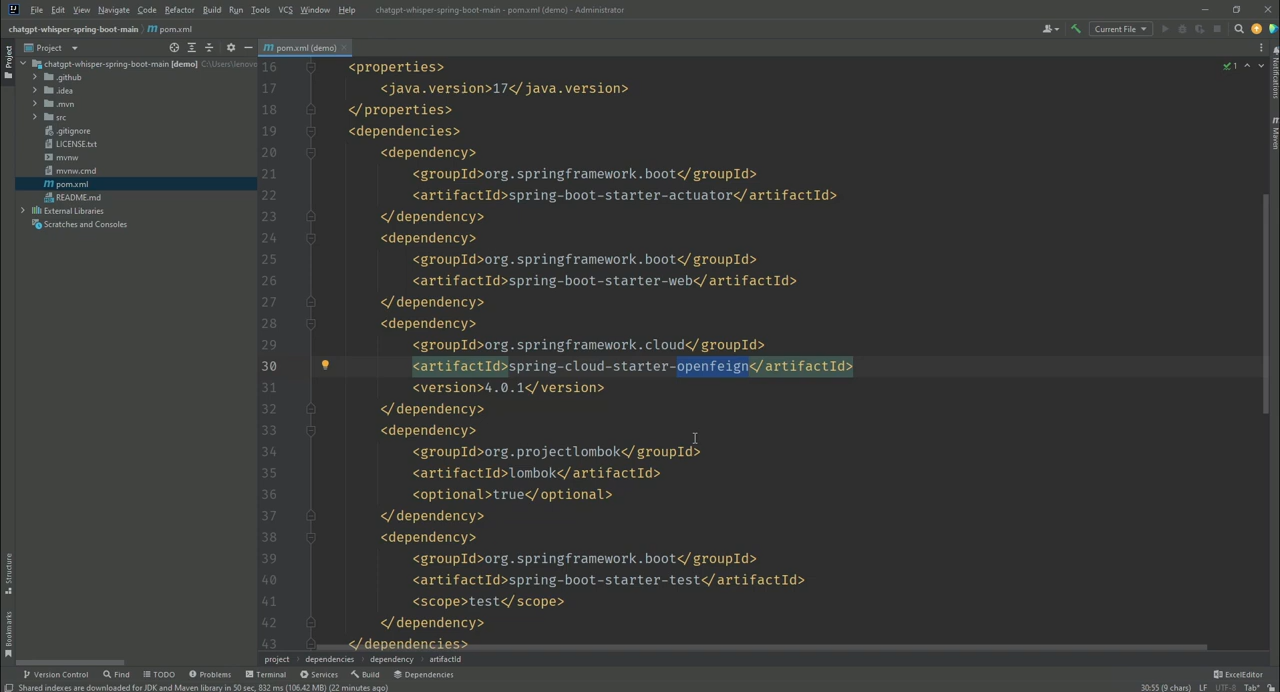 File Edit View Navigate Code Refactor Build Run Tools VCS Window Help chatgpt-whisper-spring-boot-main - pom.xml (demo) - Administrator
chatgpt-whisper-spring-boot-main pom.xml
Current File
Project
pom.xml (demo)
chatgpt-whisper-spring-boot-main [demo] C:\Users\lenovo
.github
.idea
.mvn
src
.gitignore
LICENSE.txt
mvnw
mvnw.cmd
pom.xml
README.md
External Libraries
Scratches and Consoles
Project
Structure
Bookmarks
16 <properties>
17 <java.version>17</java.version>
18 </properties>
19 <dependencies>
20 <dependency>
21 <groupId>org.springframework.boot</groupId>
22 <artifactId>spring-boot-starter-actuator</artifactId>
23 </dependency>
24 <dependency>
25 <groupId>org.springframework.boot</groupId>
26 <artifactId>spring-boot-starter-web</artifactId>
27 </dependency>
28 <dependency>
29 <groupId>org.springframework.cloud</groupId>
30 <artifactId>spring-cloud-starter-openfeign</artifactId>
31 <version>4.0.1</version>
32 </dependency>
33 <dependency>
34 <groupId>org.projectlombok</groupId>
35 <artifactId>lombok</artifactId>
36 <optional>true</optional>
37 </dependency>
38 <dependency>
39 <groupId>org.springframework.boot</groupId>
40 <artifactId>spring-boot-starter-test</artifactId>
41 <scope>test</scope>
42 </dependency>
43 </dependencies>
1
Notifications
Maven
project dependencies dependency artifactId
Version Control Find TODO Problems Terminal Services Build Dependencies ExcelEditor
Shared indexes are downloaded for JDK and Maven library in 50 sec, 832 ms (106.42 MB) (22 minutes ago) 30:55 (9 chars) LF UTF-8 Tab*